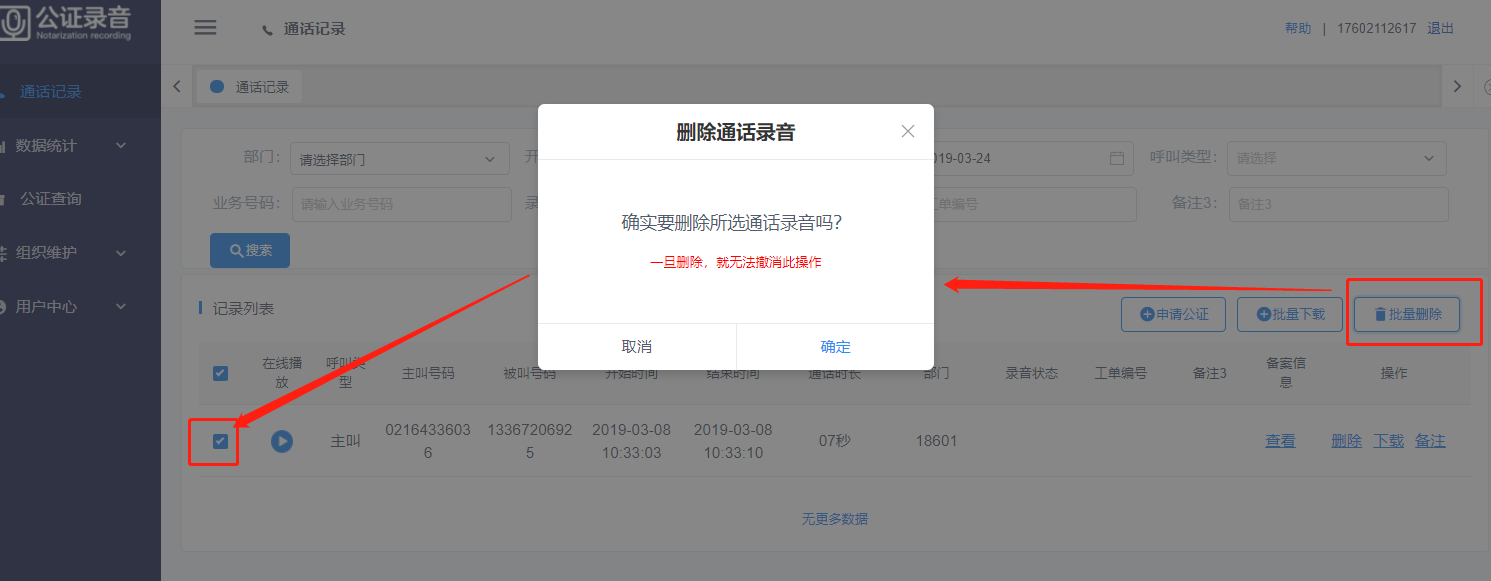 公证录音
Notarization recording
通话记录
帮助 | 17602112617 退出
通话记录
通话记录
数据统计
公证查询
组织维护
用户中心
部门： 请选择部门
开
19-03-24
呼叫类型： 请选择
业务号码： 请输入业务号码
录
工单编号
备注3： 备注3
搜索
删除通话录音
确实要删除所选通话录音吗?
一旦删除，就无法撤消此操作
取消 确定
记录列表
申请公证 批量下载 批量删除
在线播放 呼叫类型 主叫号码 被叫号码 开始时间 结束时间 通话时长 部门 录音状态 工单编号 备注3 备案信息 操作
主叫 02164336036 13367206925 2019-03-08 10:33:03 2019-03-08 10:33:10 07秒 18601 查看 删除 下载 备注
无更多数据